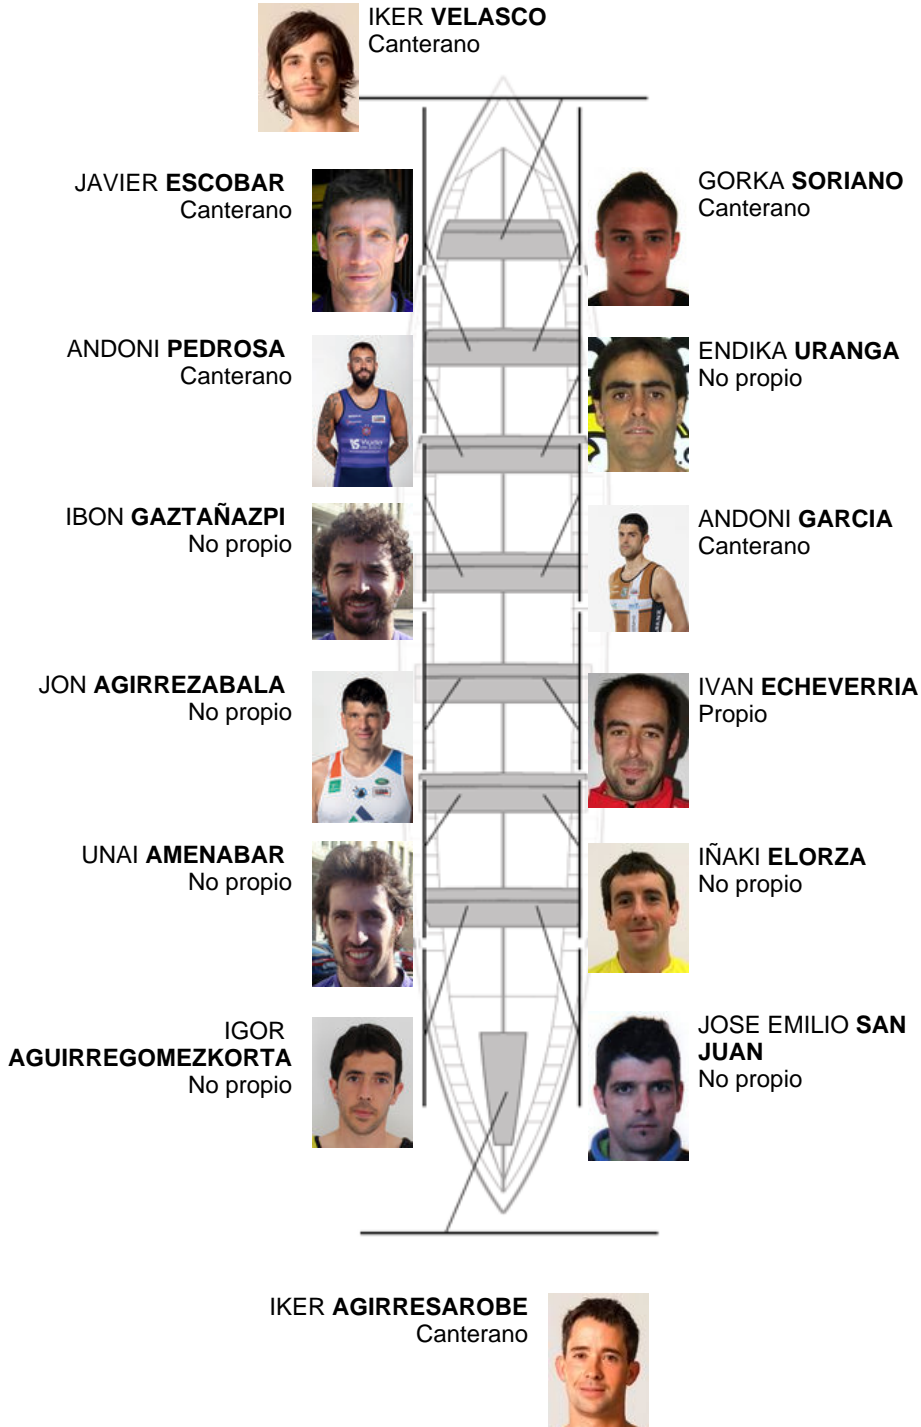 IKER VELASCO
Canterano
JAVIER ESCOBAR
Canterano
GORKA SORIANO
Canterano
ANDONI PEDROSA
Canterano
ENDIKA URANGA
No propio
IBON GAZTAÑAZPI
No propio
ANDONI GARCIA
Canterano
JON AGIRREZABALA
No propio
IVAN ECHEVERRIA
Propio
UNAI AMENABAR
No propio
IÑAKI ELORZA
No propio
IGOR
AGUIRREGOMEZKORTA
No propio
JOSE EMILIO SAN
JUAN
No propio
IKER AGIRRESAROBE
Canterano